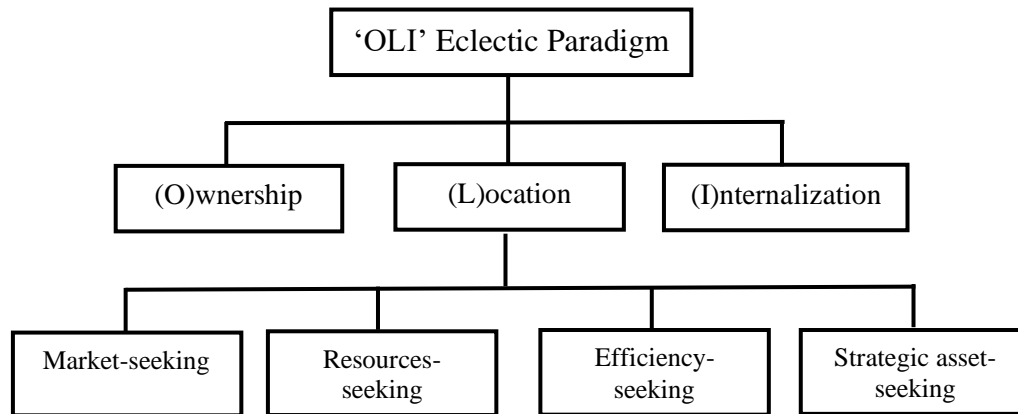 ‘OLI’ Eclectic Paradigm
(O)wnership
(L)ocation
(I)nternalization
Market-seeking
Resources-
seeking
Efficiency-
seeking
Strategic asset-
seeking